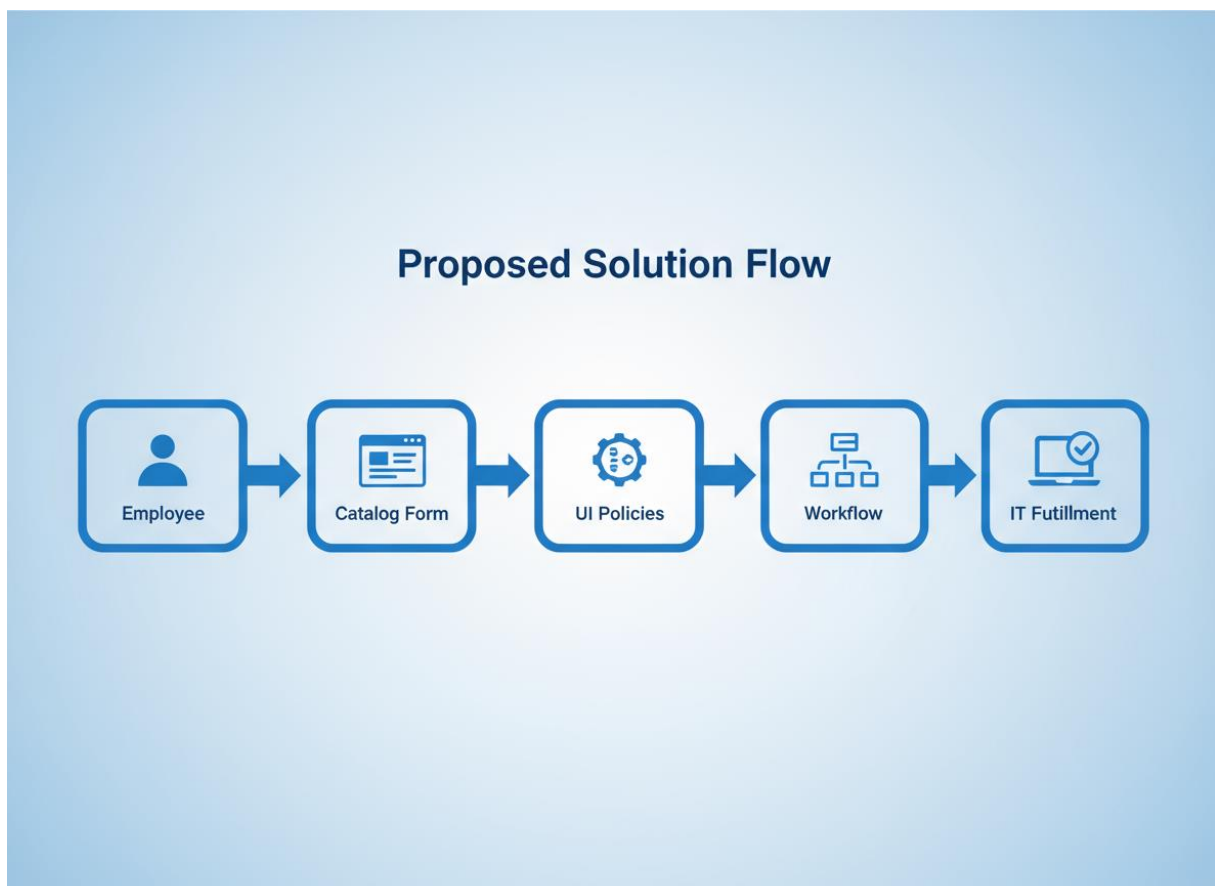 Proposed Solution Flow
Employee
Catalog Form
UI Policies
Workflow
IT Futillment